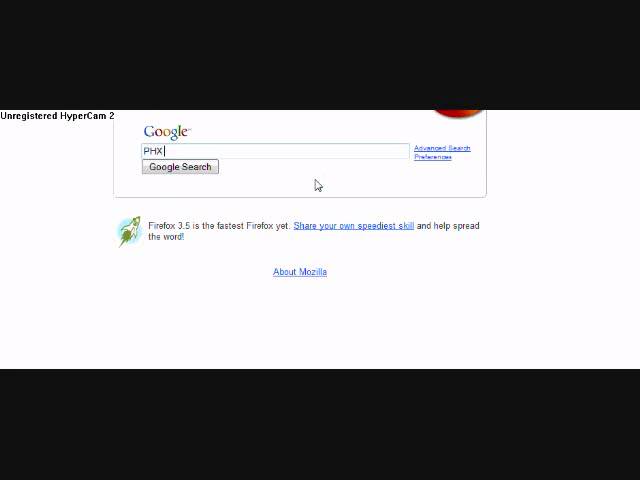 Unregistered HyperCam 2
Google™
PHX
Advanced Search
Google Search
Preferences
Firefox 3.5 is the fastest Firefox yet. Share your own speediest skill and help spread
the word!
About Mozilla